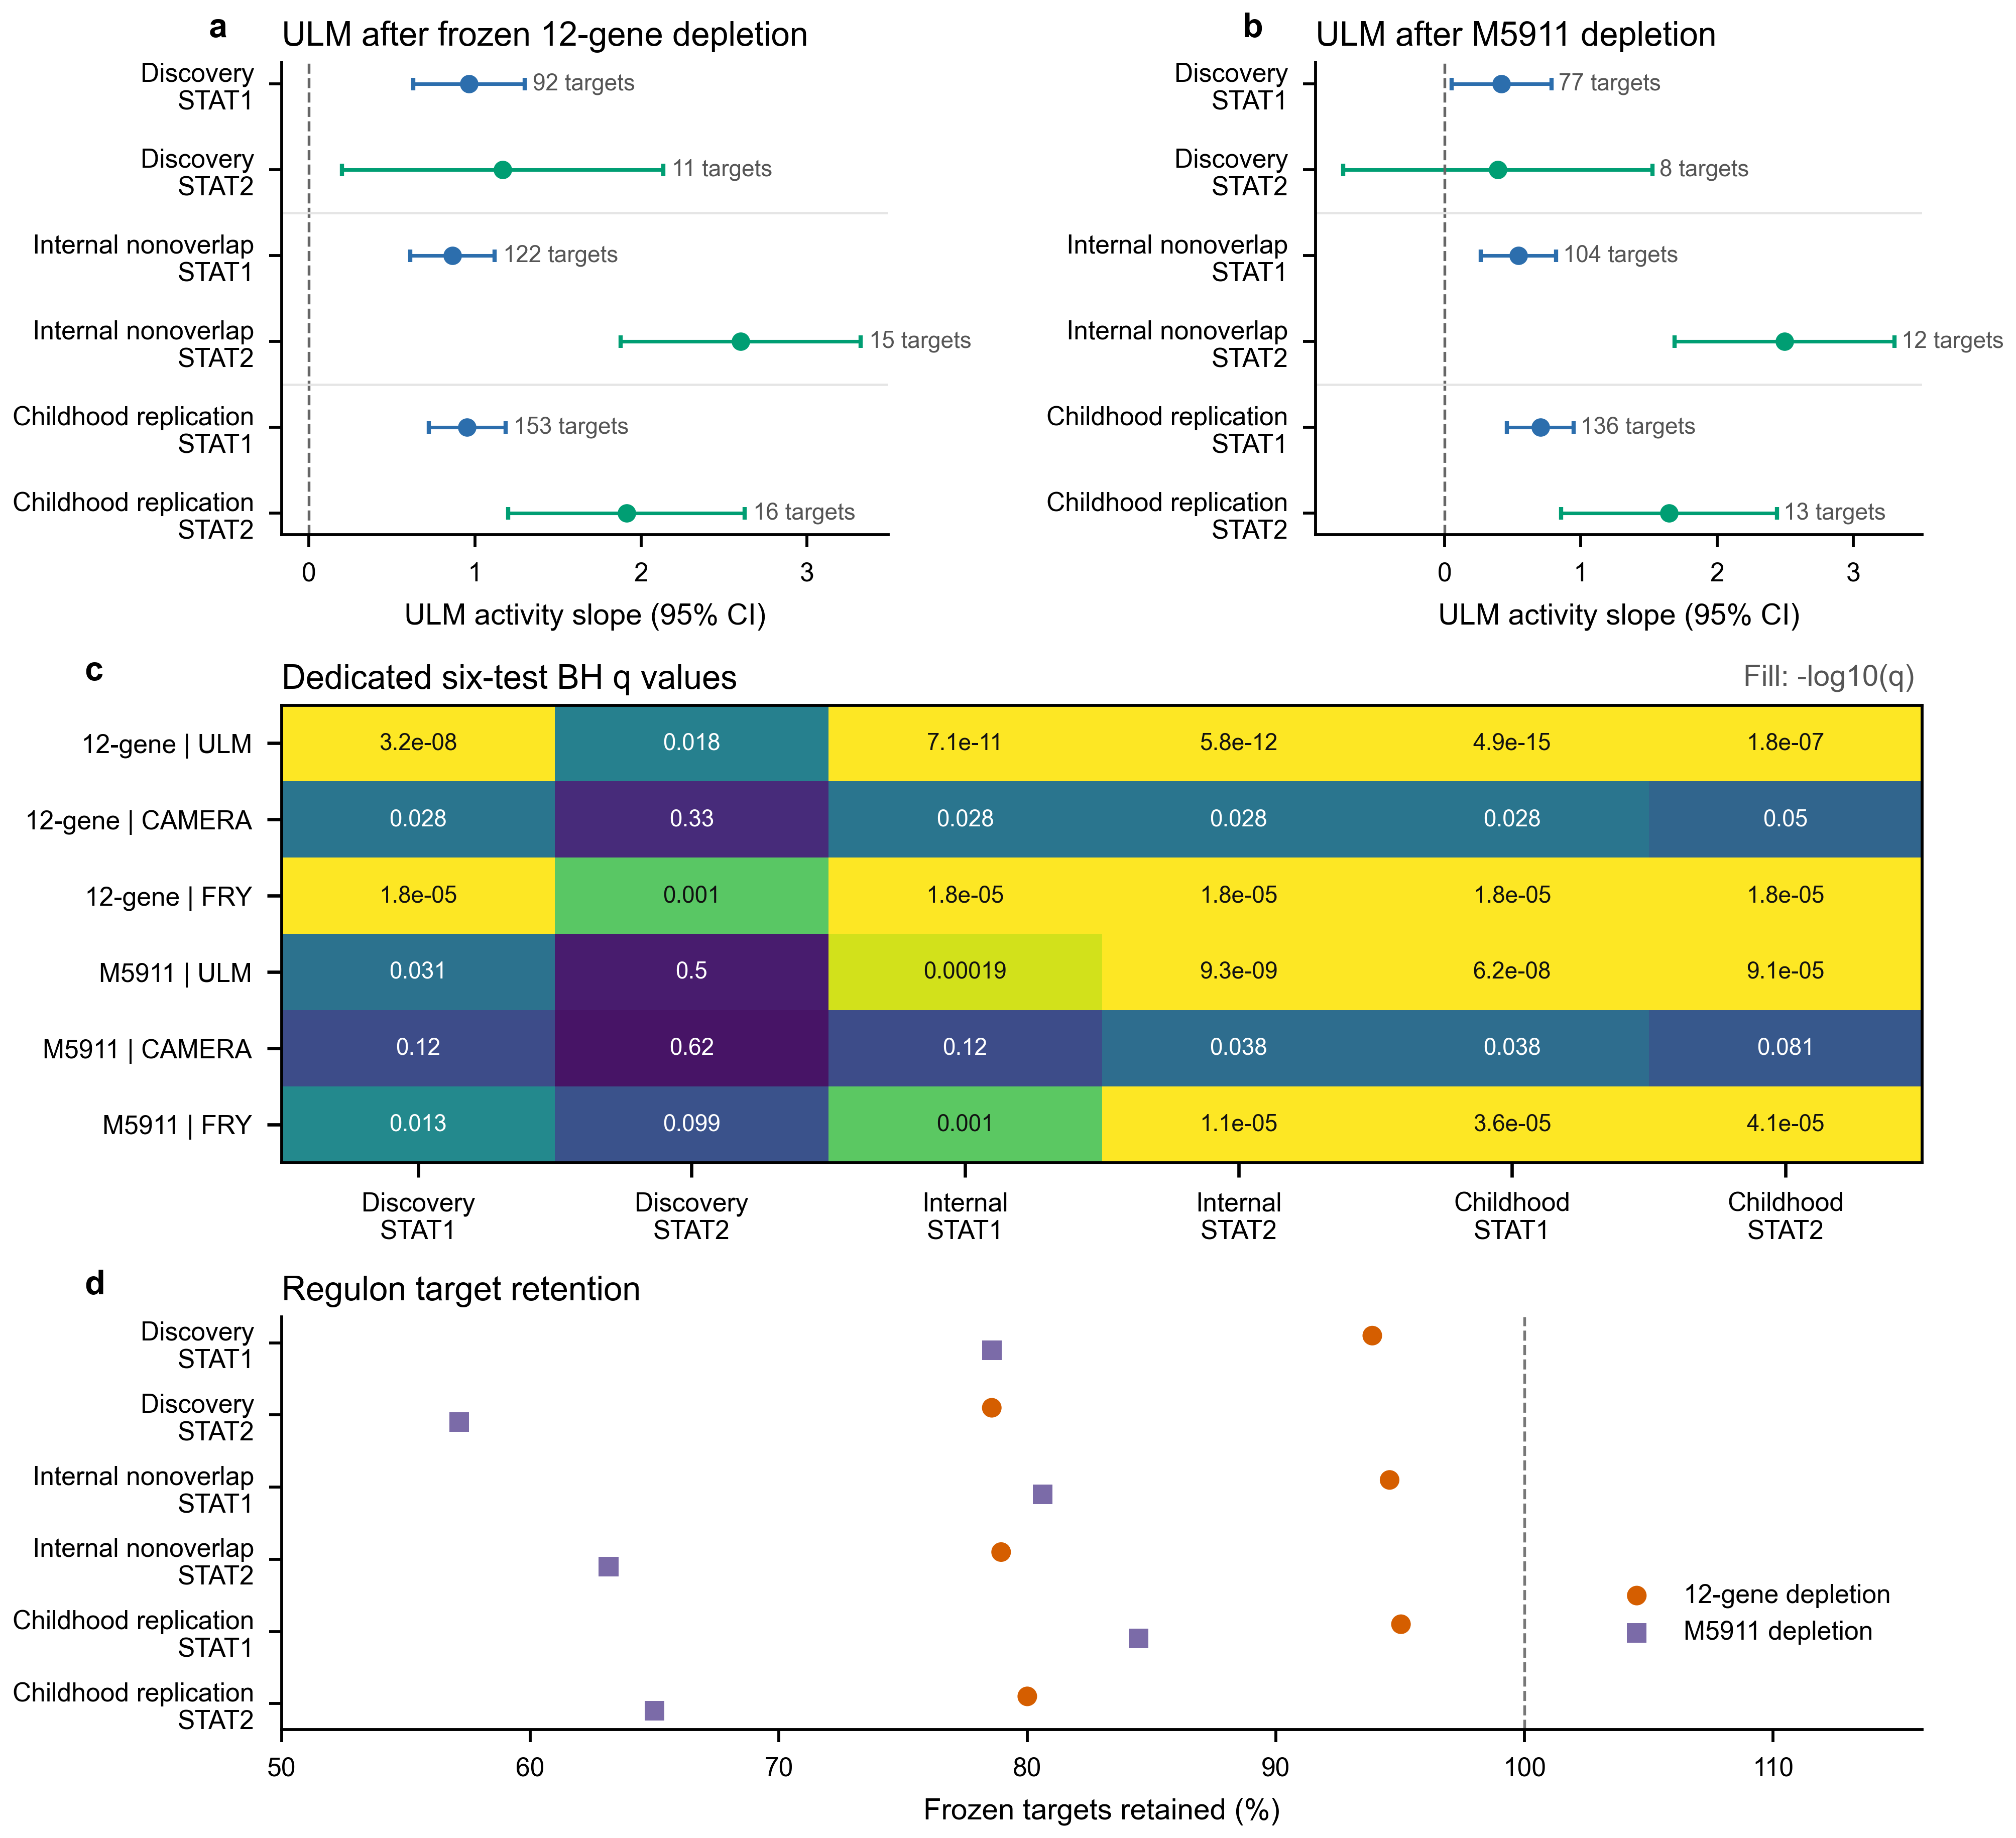 a
ULM after frozen 12-gene depletion
Discovery
STAT1
92 targets
Discovery
STAT2
11 targets
Internal nonoverlap
STAT1
122 targets
Internal nonoverlap
STAT2
15 targets
Childhood replication
STAT1
153 targets
Childhood replication
STAT2
16 targets
0 1 2 3
ULM activity slope (95% CI)
b
ULM after M5911 depletion
Discovery
STAT1
77 targets
Discovery
STAT2
8 targets
Internal nonoverlap
STAT1
104 targets
Internal nonoverlap
STAT2
12 targets
Childhood replication
STAT1
136 targets
Childhood replication
STAT2
13 targets
0 1 2 3
ULM activity slope (95% CI)
c
Dedicated six-test BH q values
Fill: -log10(q)
12-gene | ULM 3.2e-08 0.018 7.1e-11 5.8e-12 4.9e-15 1.8e-07
12-gene | CAMERA 0.028 0.33 0.028 0.028 0.028 0.05
12-gene | FRY 1.8e-05 0.001 1.8e-05 1.8e-05 1.8e-05 1.8e-05
M5911 | ULM 0.031 0.5 0.00019 9.3e-09 6.2e-08 9.1e-05
M5911 | CAMERA 0.12 0.62 0.12 0.038 0.038 0.081
M5911 | FRY 0.013 0.099 0.001 1.1e-05 3.6e-05 4.1e-05
Discovery Discovery Internal Internal Childhood Childhood
STAT1 STAT2 STAT1 STAT2 STAT1 STAT2
d
Regulon target retention
Discovery
STAT1
Discovery
STAT2
Internal nonoverlap
STAT1
Internal nonoverlap
STAT2
Childhood replication
STAT1
Childhood replication
STAT2
12-gene depletion
M5911 depletion
50 60 70 80 90 100 110
Frozen targets retained (%)